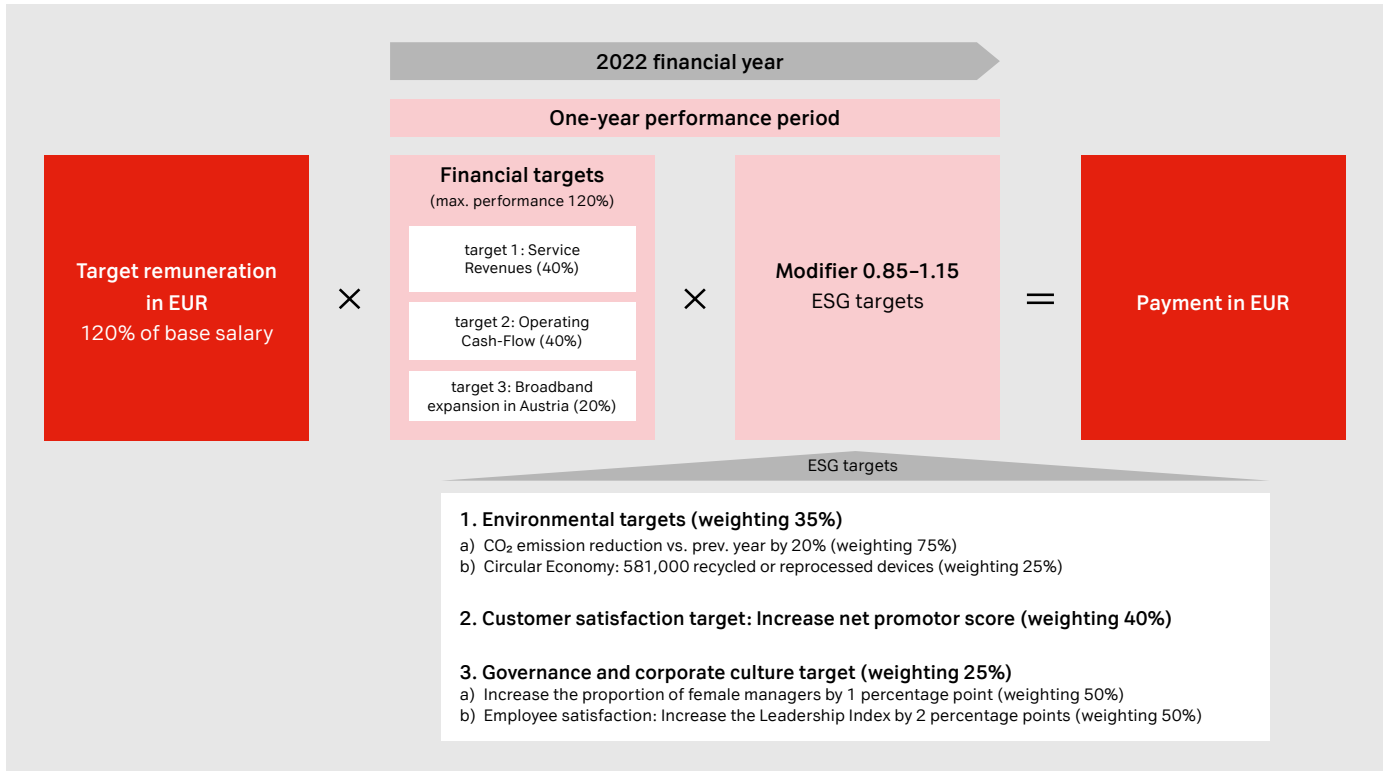 2022 financial year
One-year performance period
Target remuneration
in EUR
120% of base salary
×
Financial targets
(max. performance 120%)
target 1: Service
Revenues (40%)
target 2: Operating
Cash-Flow (40%)
target 3: Broadband
expansion in Austria (20%)
×
Modifier 0.85–1.15
ESG targets
=
Payment in EUR
ESG targets
1. Environmental targets (weighting 35%)
a) CO₂ emission reduction vs. prev. year by 20% (weighting 75%)
b) Circular Economy: 581,000 recycled or reprocessed devices (weighting 25%)
2. Customer satisfaction target: Increase net promotor score (weighting 40%)
3. Governance and corporate culture target (weighting 25%)
a) Increase the proportion of female managers by 1 percentage point (weighting 50%)
b) Employee satisfaction: Increase the Leadership Index by 2 percentage points (weighting 50%)